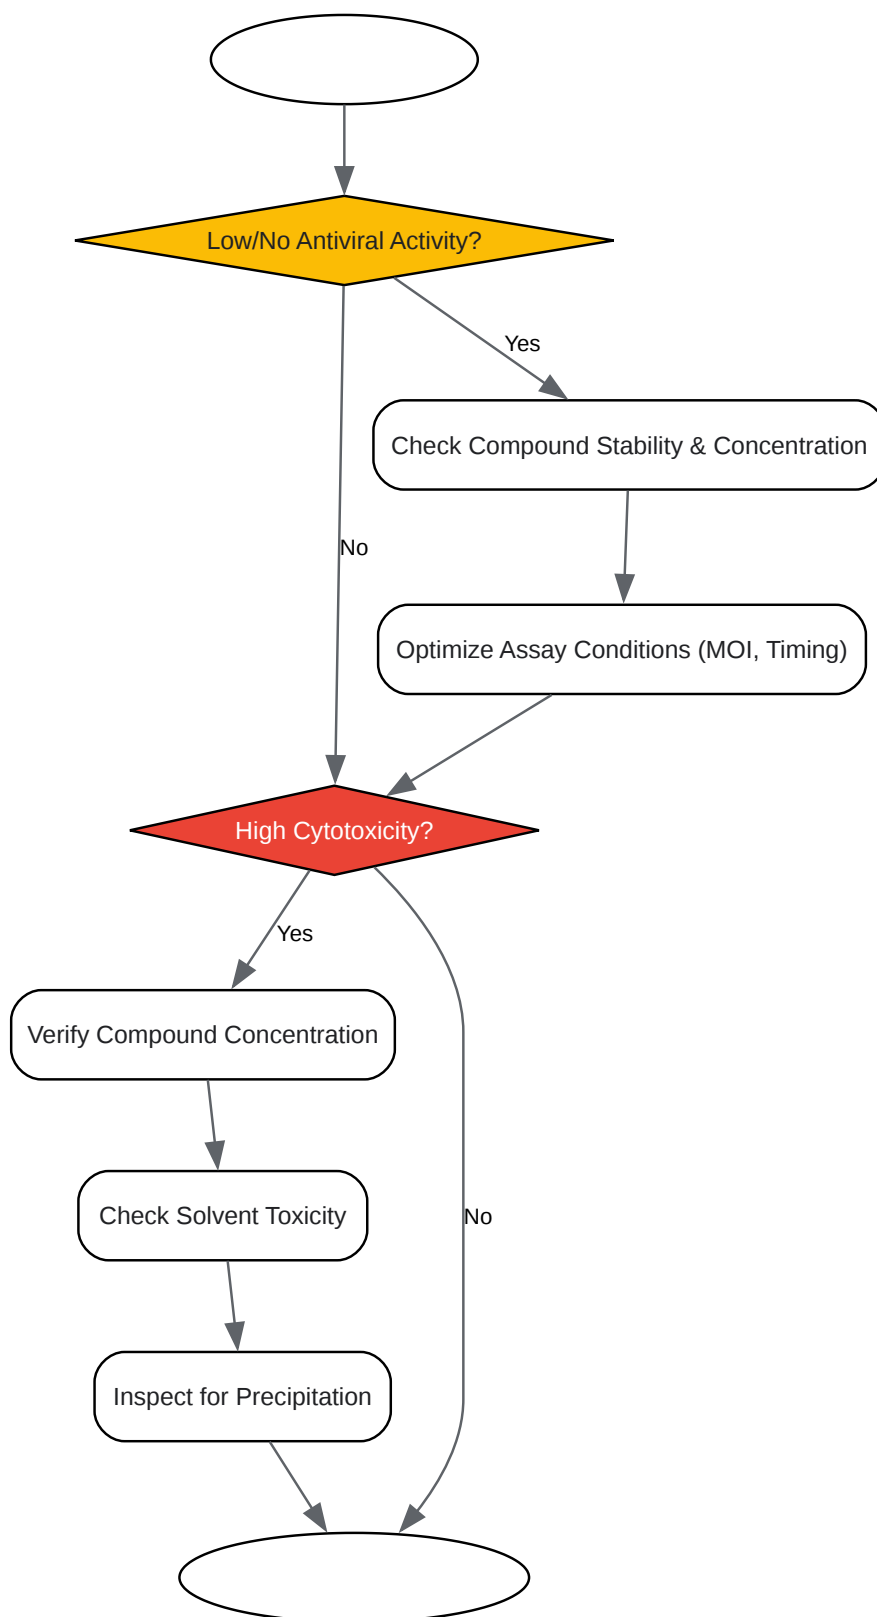 Low/No Antiviral Activity?
Yes
Check Compound Stability & Concentration
No
Optimize Assay Conditions (MOI, Timing)
High Cytotoxicity?
Yes
Verify Compound Concentration
Check Solvent Toxicity
No
Inspect for Precipitation